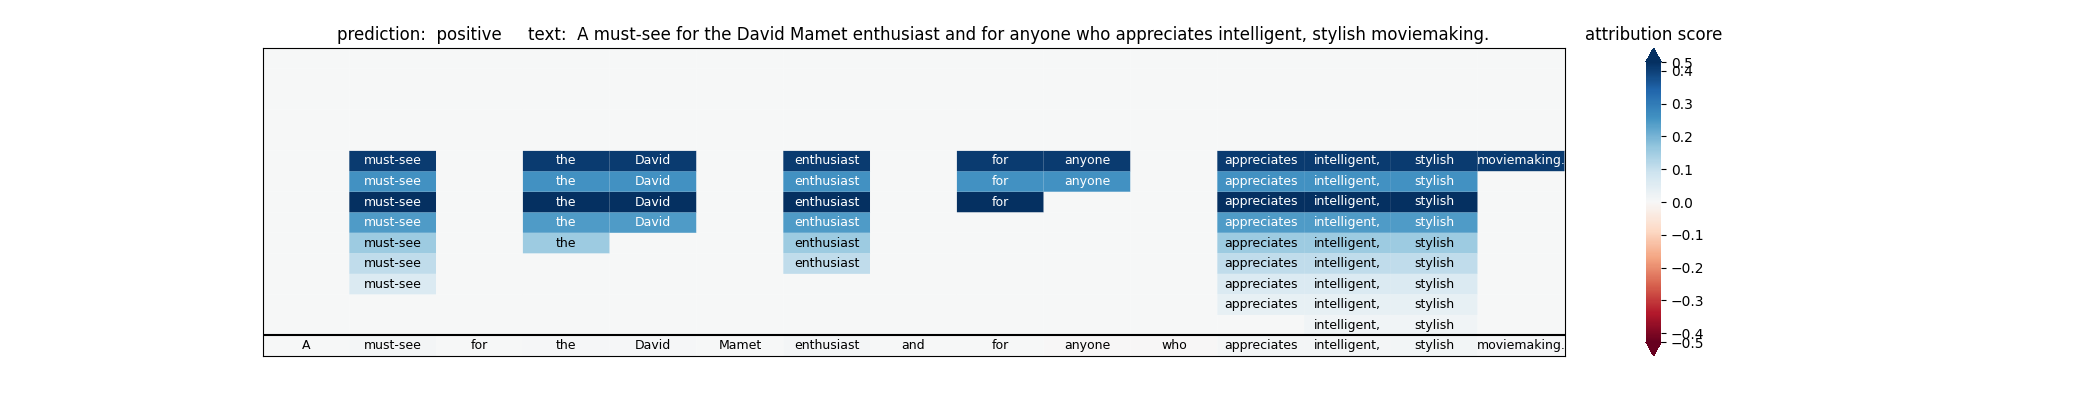 prediction:  positive     text:  A must-see for the David Mamet enthusiast and for anyone who appreciates intelligent, stylish moviemaking.
attribution score
0.5
0.4
0.3
0.2
0.1
0.0
−0.1
−0.2
−0.3
−0.4
−0.5
must-see the David enthusiast for anyone appreciates intelligent, stylish moviemaking.
must-see the David enthusiast for anyone appreciates intelligent, stylish
must-see the David enthusiast for appreciates intelligent, stylish
must-see the David enthusiast appreciates intelligent, stylish
must-see the enthusiast appreciates intelligent, stylish
must-see enthusiast appreciates intelligent, stylish
must-see appreciates intelligent, stylish
appreciates intelligent, stylish
intelligent, stylish
A must-see for the David Mamet enthusiast and for anyone who appreciates intelligent, stylish moviemaking.